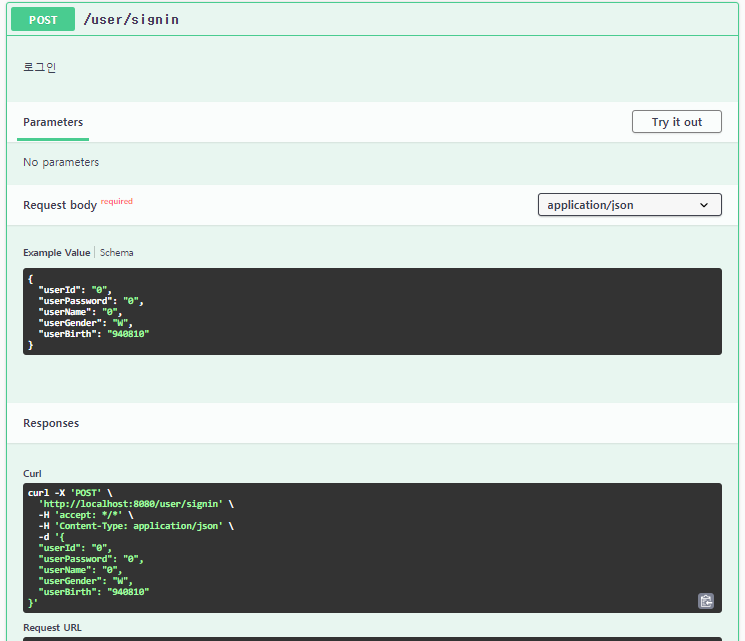 POST /user/signin
로그인
Parameters Try it out
No parameters
Request body required application/json
Example Value Schema
{
  "userId": "0",
  "userPassword": "0",
  "userName": "0",
  "userGender": "W",
  "userBirth": "940810"
}
Responses
Curl
curl -X 'POST' \
  'http://localhost:8080/user/signin' \
  -H 'accept: */*' \
  -H 'Content-Type: application/json' \
  -d '{
  "userId": "0",
  "userPassword": "0",
  "userName": "0",
  "userGender": "W",
  "userBirth": "940810"
}'
Request URL